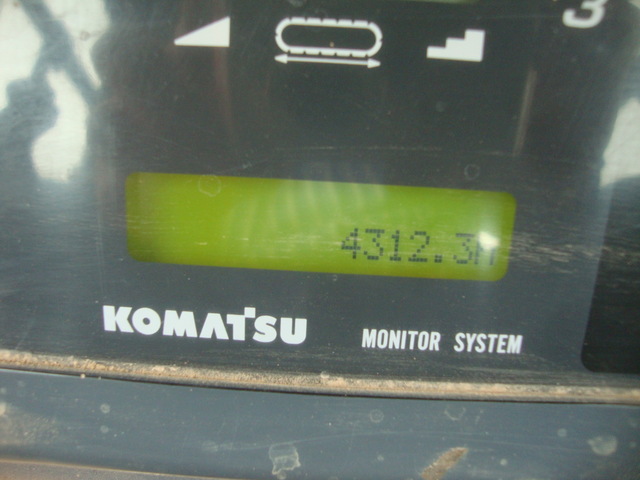 3
4312.3h
KOMATSU
MONITOR SYSTEM